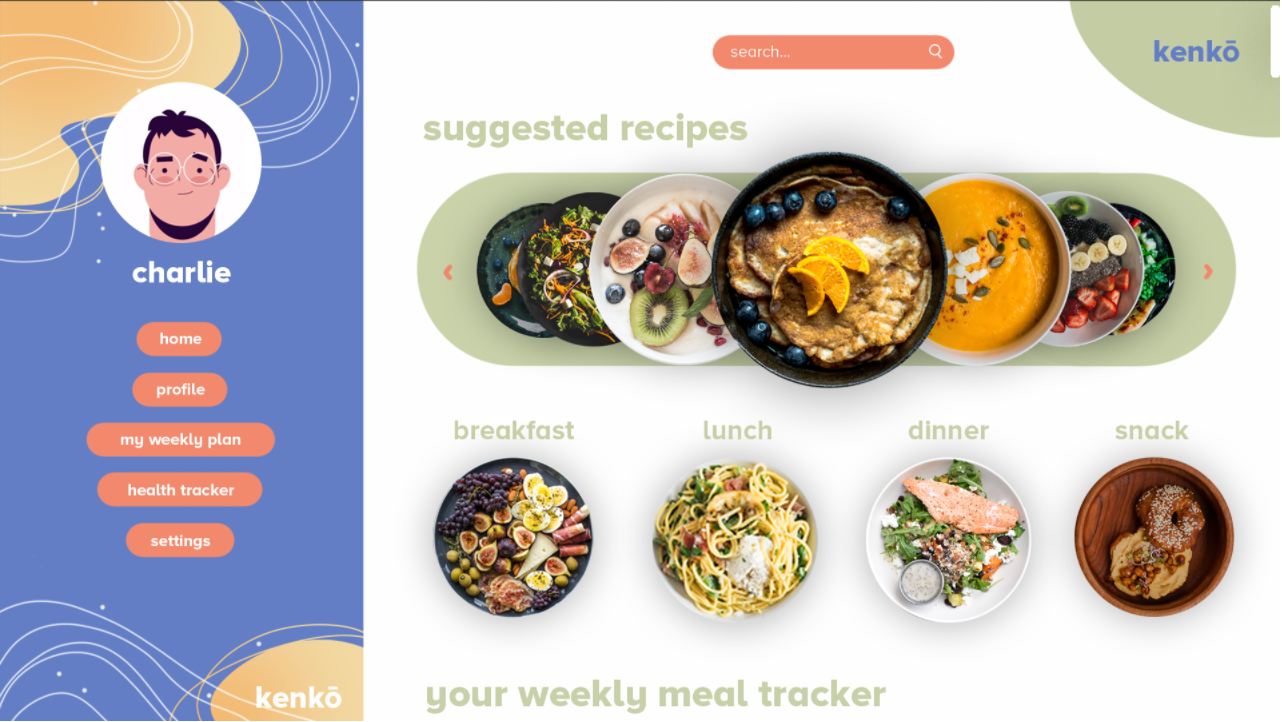 charlie
home
profile
my weekly plan
health tracker
settings
kenkō
search...
kenkō
suggested recipes
breakfast
lunch
dinner
snack
your weekly meal tracker